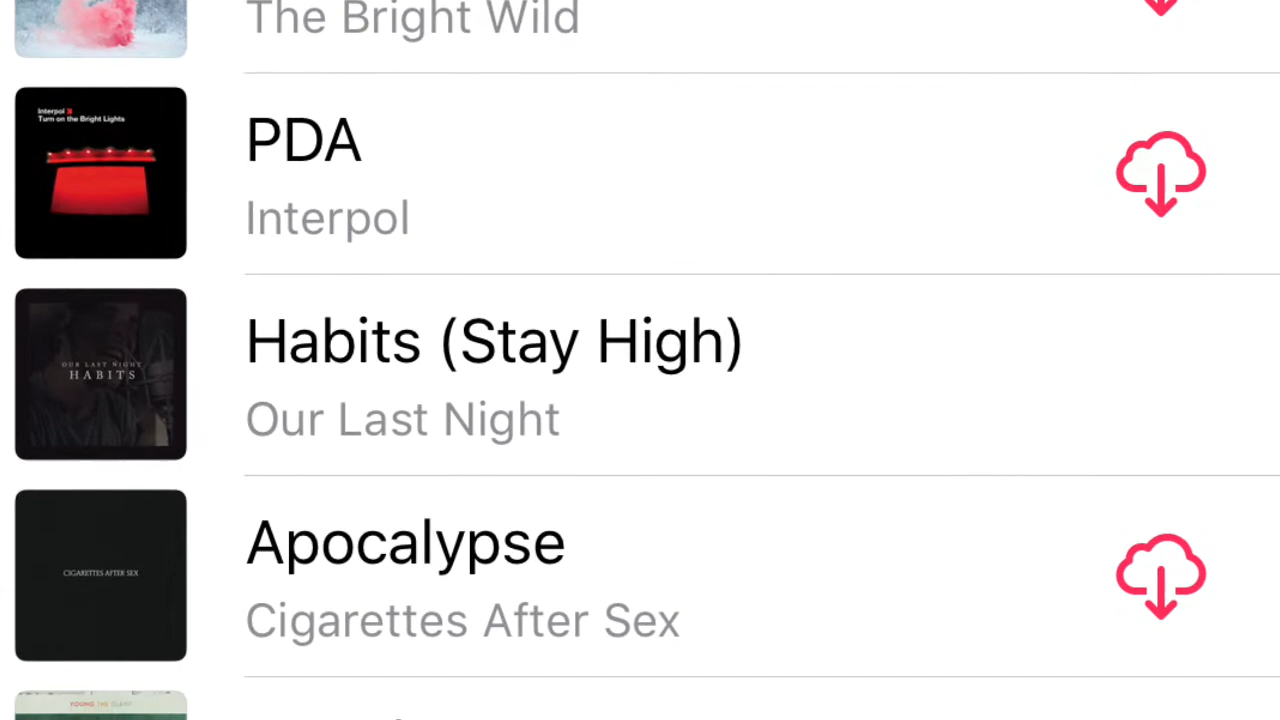 The Bright Wild
Interpol
Turn on the Bright Lights
PDA
Interpol
OUR LAST NIGHT
HABITS
Habits (Stay High)
Our Last Night
CIGARETTES AFTER SEX
Apocalypse
Cigarettes After Sex
YOUNG THE GIANT